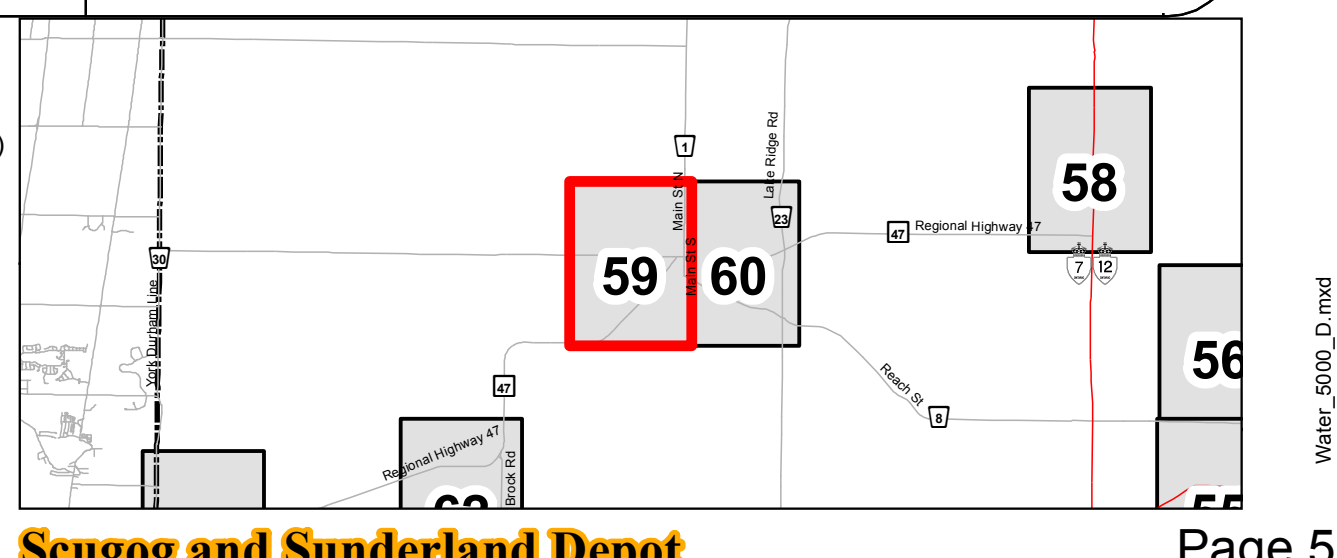 1
Lake Ridge Rd
Main St N
58
23
47
Regional Highway 47
Main St S
30
59
60
7
12
York Durham Line
Water_5000_D.mxd
56
47
Reach St
8
Regional Highway 47
Brock Rd
Scugog and Sunderland Depot
Page 5